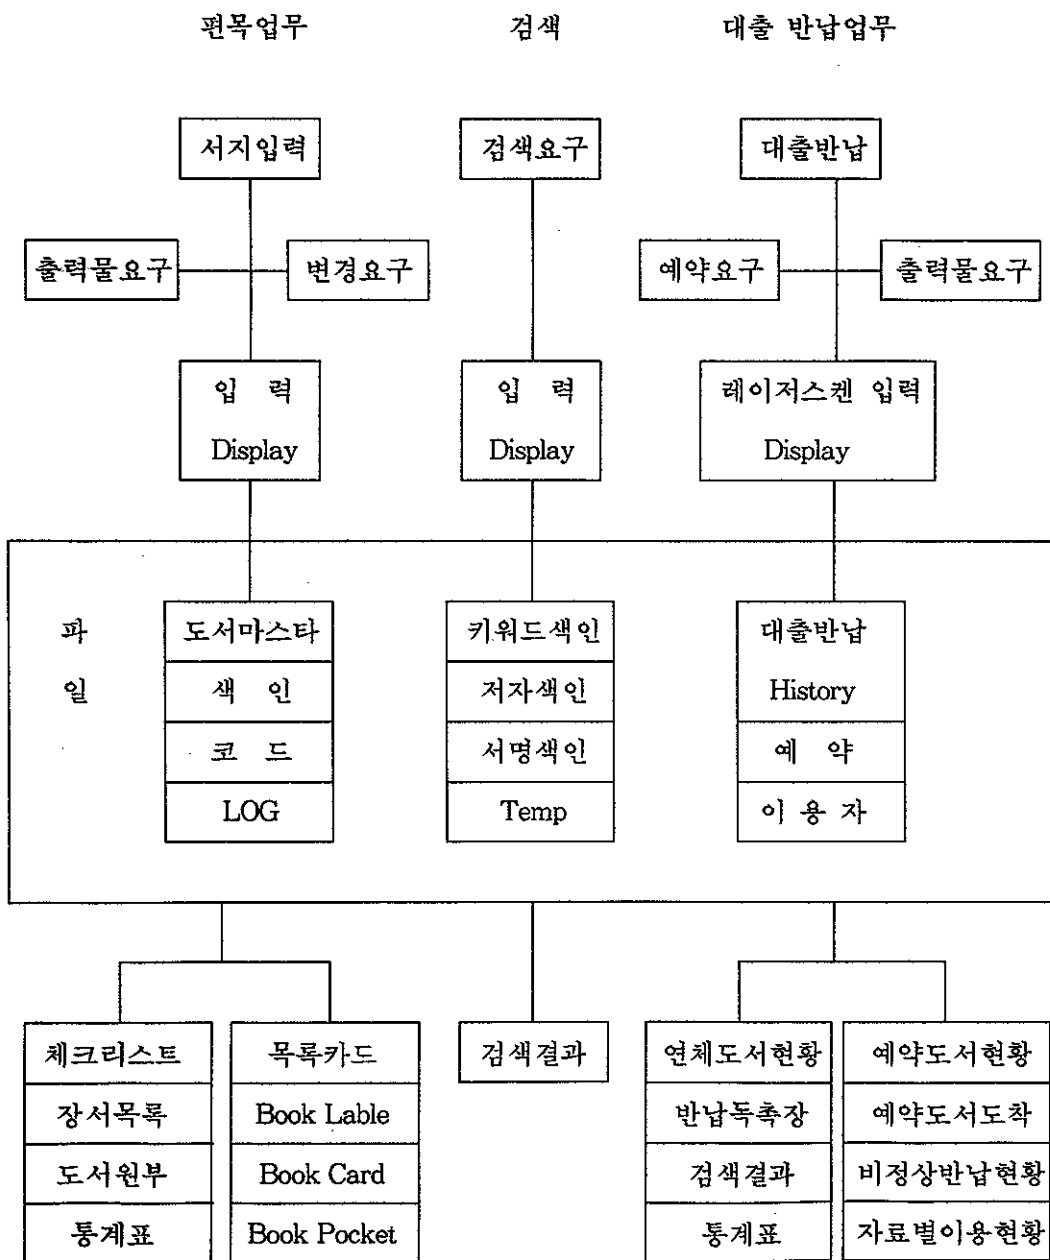 편목업무 검색 대출 반납업무
서지입력 검색요구 대출반납
출력물요구 변경요구 예약요구 출력물요구
입 력 입 력 레이저스켄 입력
Display Display Display
파 도서마스타 키워드색인 대출반납
일 색 인 저자색인 History
코 드 서명색인 예 약
LOG Temp 이 용 자
체크리스트 목록카드 검색결과 연체도서현황 예약도서현황
장서목록 Book Lable 반납독촉장 예약도서도착
도서원부 Book Card 검색결과 비정상반납현황
통계표 Book Pocket 통계표 자료별이용현황